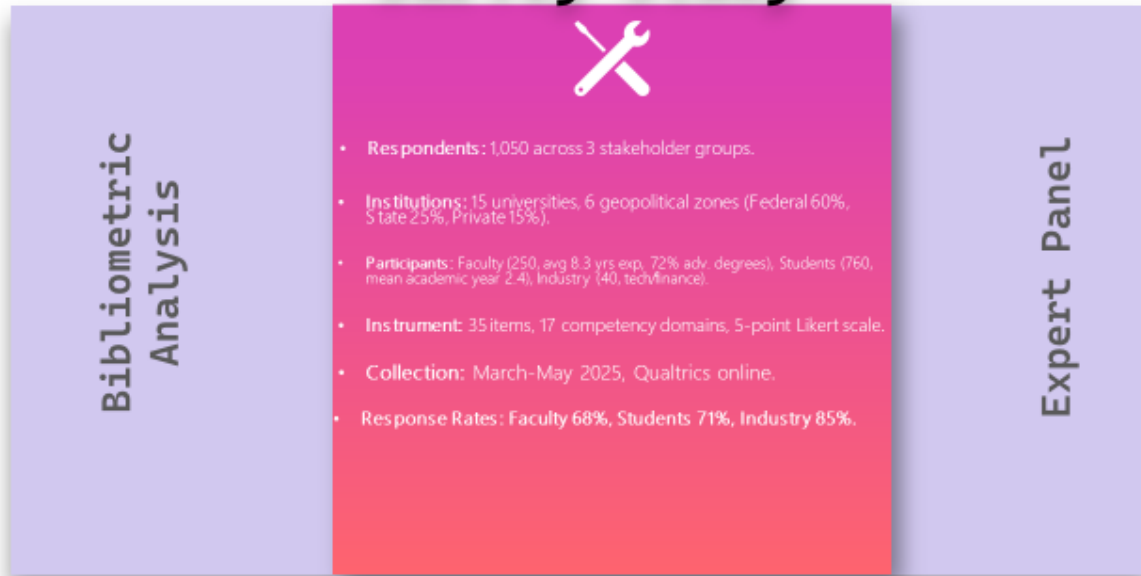 Bibliometric
Analysis
• Respondents: 1,050 across 3 stakeholder groups.
• Institutions: 15 universities, 6 geopolitical zones (Federal 60%,
State 25%, Private 15%).
• Participants: Faculty (250, avg 8.3 yrs exp, 72% adv. degrees), Students (760,
mean academic year 2.4), Industry (40, tech/finance).
• Instrument: 35 items, 17 competency domains, 5-point Likert scale.
• Collection: March-May 2025, Qualtrics online.
• Response Rates: Faculty 68%, Students 71%, Industry 85%.
Expert Panel